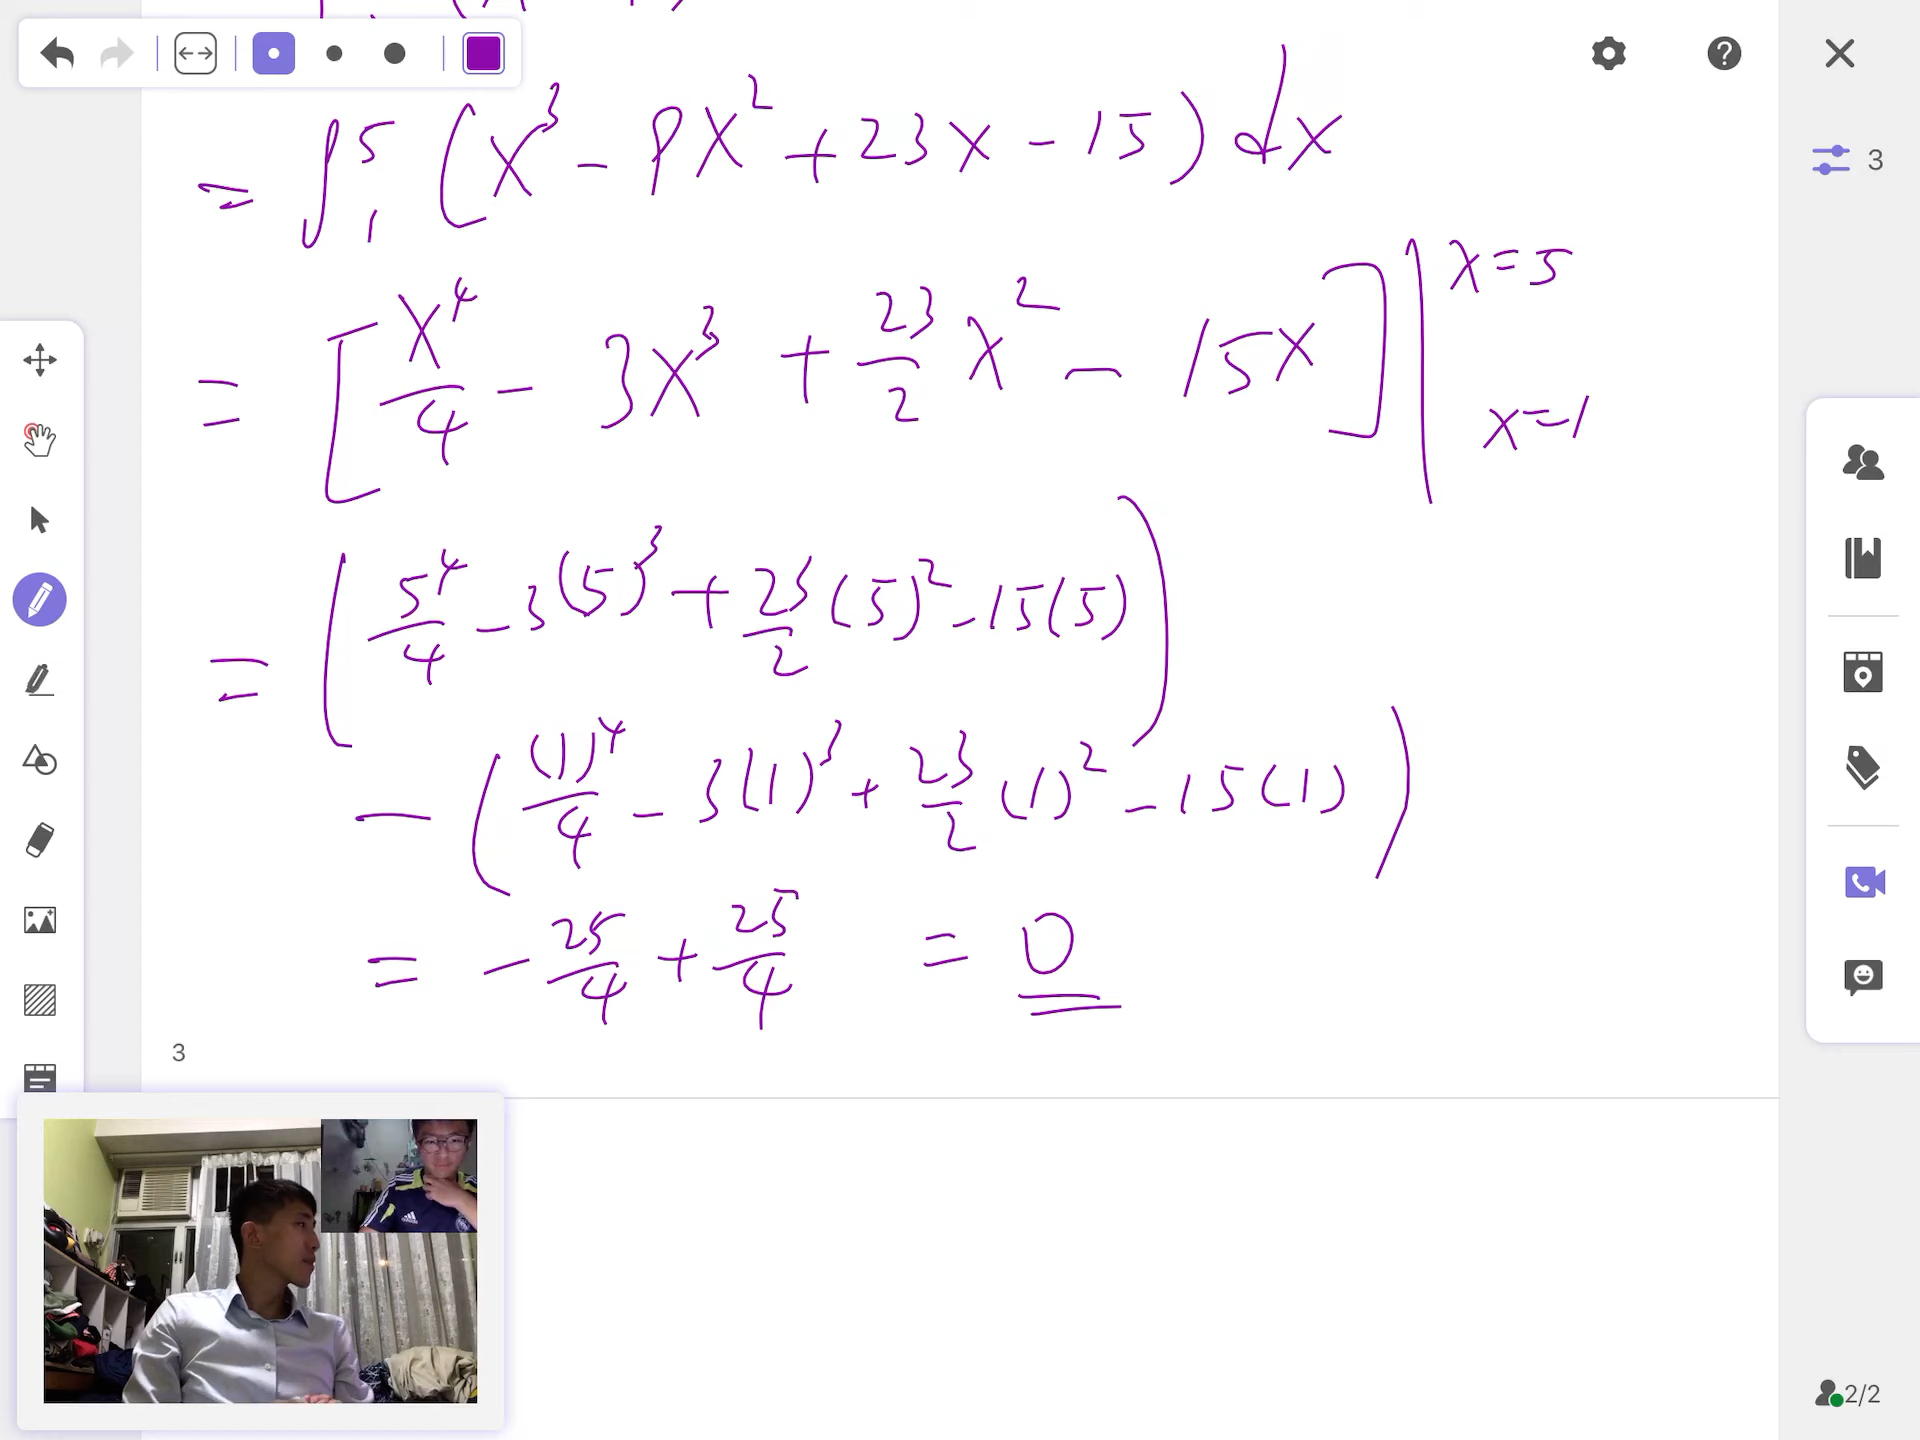 3
= ∫₁⁵ (x³ - 9x² + 23x - 15) dx
= [x⁴/4 - 3x³ + 23/2 x² - 15x] | x=5 x=1
= (5⁴/4 - 3(5)³ + 23/2 (5)² - 15(5))
- ((1)⁴/4 - 3(1)³ + 23/2 (1)² - 15(1))
= - 25/4 + 25/4 = 0
3
adidas
2/2